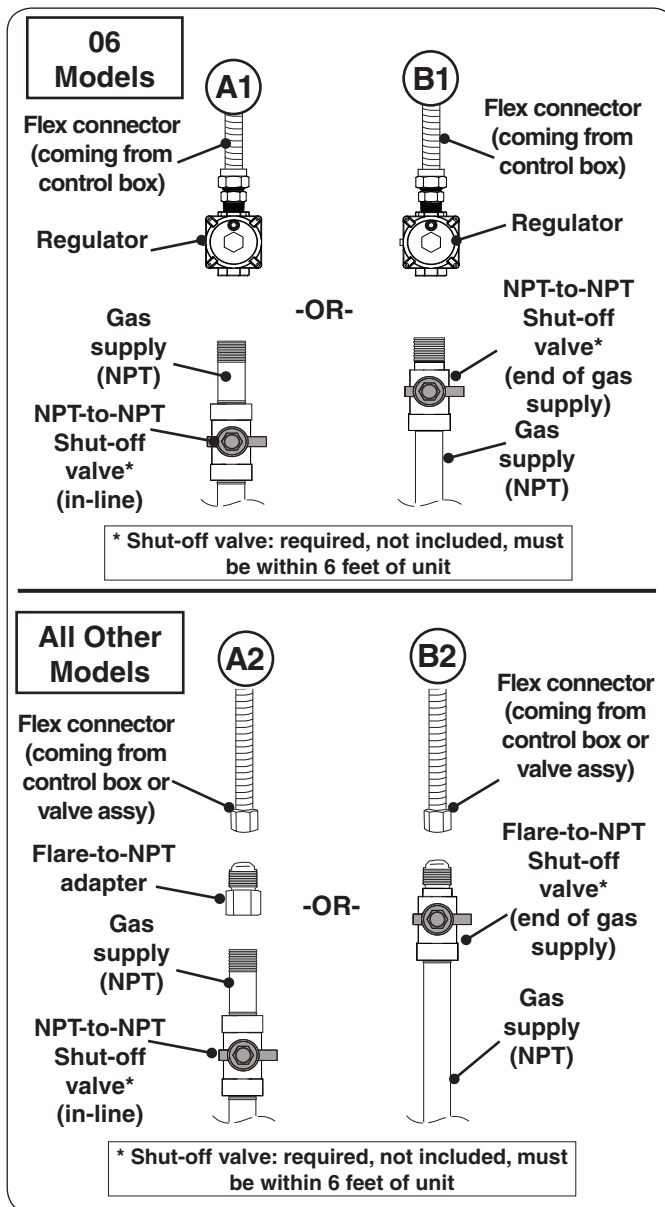 06
Models
A1
B1
Flex connector
(coming from
control box)
Flex connector
(coming from
control box)
Regulator
Regulator
-OR-
Gas
supply
(NPT)
NPT-to-NPT
Shut-off
valve*
(in-line)
NPT-to-NPT
Shut-off
valve*
(end of gas
supply)
Gas
supply
(NPT)
* Shut-off valve: required, not included, must
be within 6 feet of unit
All Other
Models
A2
B2
Flex connector
(coming from
control box or
valve assy)
Flex connector
(coming from
control box or
valve assy)
Flare-to-NPT
adapter
-OR-
Flare-to-NPT
Shut-off
valve*
(end of gas
supply)
Gas
supply
(NPT)
NPT-to-NPT
Shut-off
valve*
(in-line)
Gas
supply
(NPT)
* Shut-off valve: required, not included, must
be within 6 feet of unit